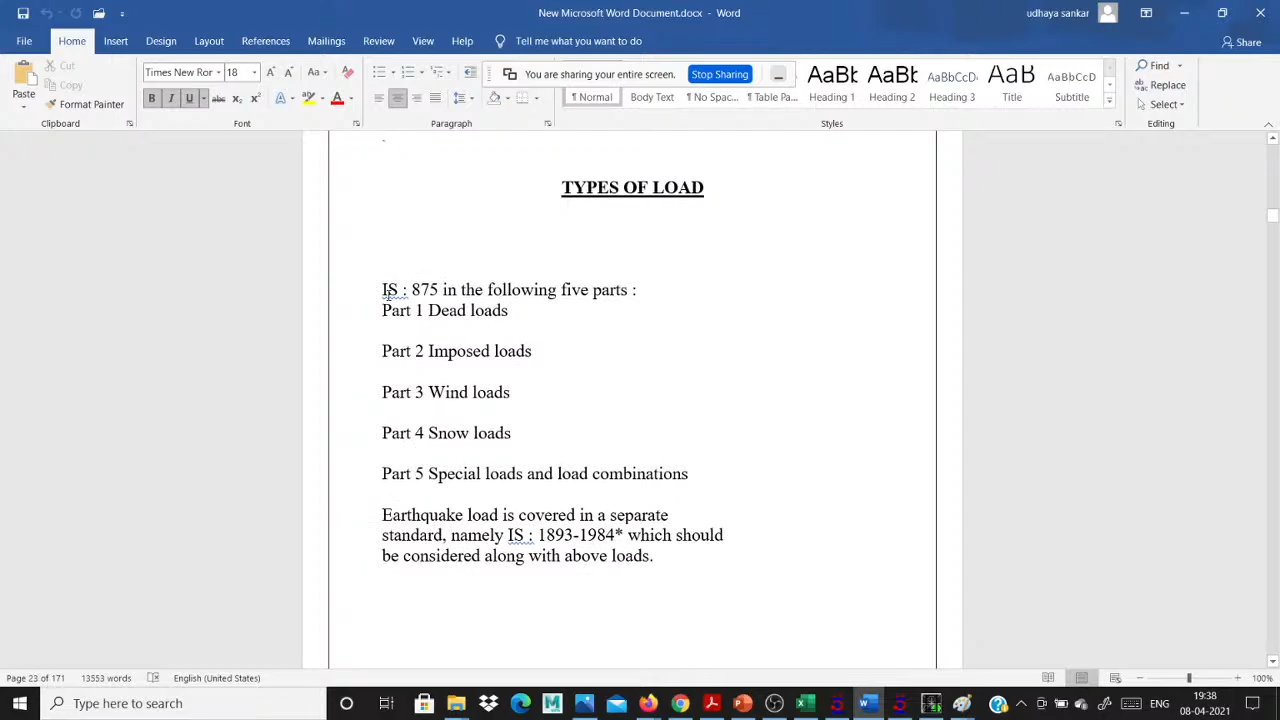 New Microsoft Word Document.docx - Word
udhaya sankar
File Home Insert Design Layout References Mailings Review View Help Tell me what you want to do
Share
Paste
Cut
Copy
Format Painter
Clipboard
Times New Ror 18
Aa
B I U abc x₂ x²
Font
Paragraph
You are sharing your entire screen. Stop Sharing
AaBb AaBb AaBbCcD AaB AaBbCcD
¶ Normal Body Text ¶ No Spac... ¶ Table Pa... Heading 1 Heading 2 Heading 3 Title Subtitle
Styles
Find
Replace
Select
Editing
TYPES OF LOAD
IS : 875 in the following five parts :
Part 1 Dead loads
Part 2 Imposed loads
Part 3 Wind loads
Part 4 Snow loads
Part 5 Special loads and load combinations
Earthquake load is covered in a separate
standard, namely IS : 1893-1984* which should
be considered along with above loads.
Page 23 of 171 13553 words English (United States)
100%
Type here to search
19:38
08-04-2021